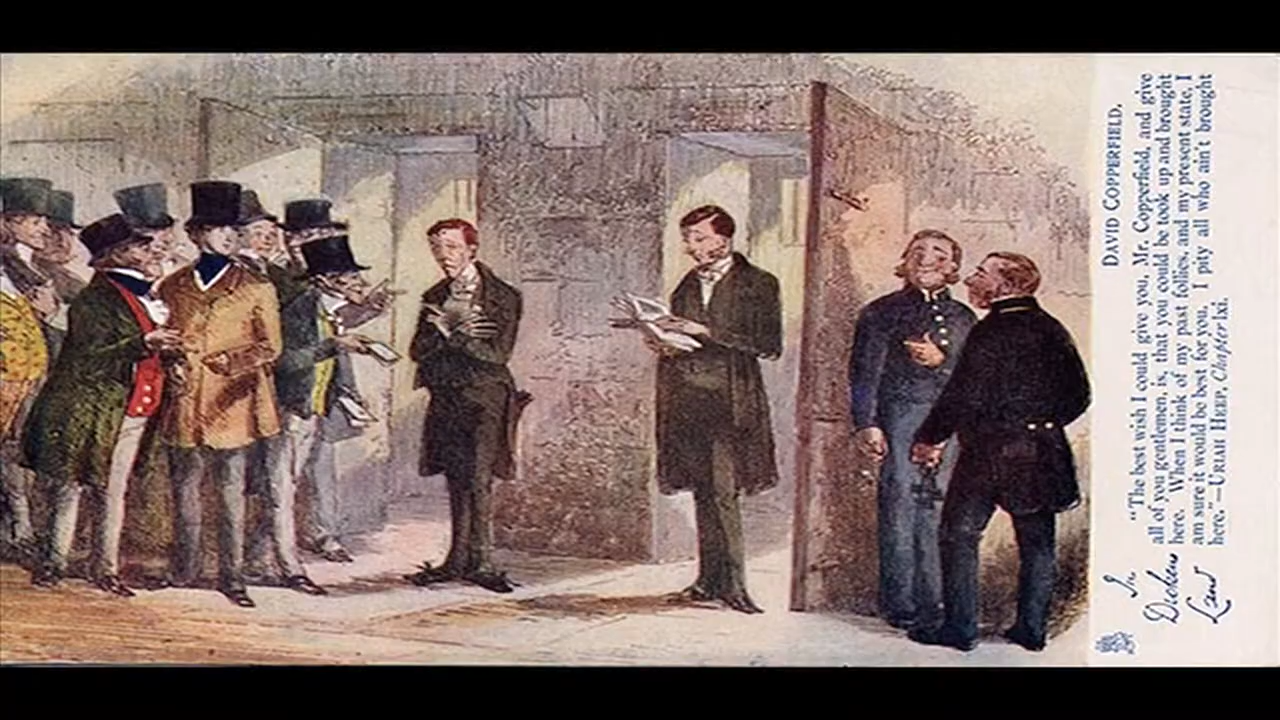 DAVID COPPERFIELD.
"The best wish I could give you, Mr. Copperfield, and give
all of you gentlemen, is, that you could be took up and brought
here. When I think of my past follies, and my present state, I
am sure it would be best for you. I pity all who ain't brought
here."—URIAH HEEP, Chapter lxi.
In
Dickens
Land